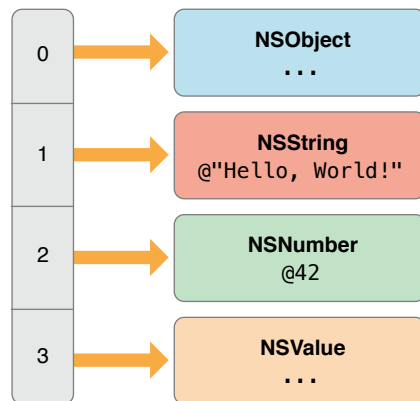 0
NSObject
...
1
NSString
@"Hello, World!"
2
NSNumber
@42
3
NSValue
...